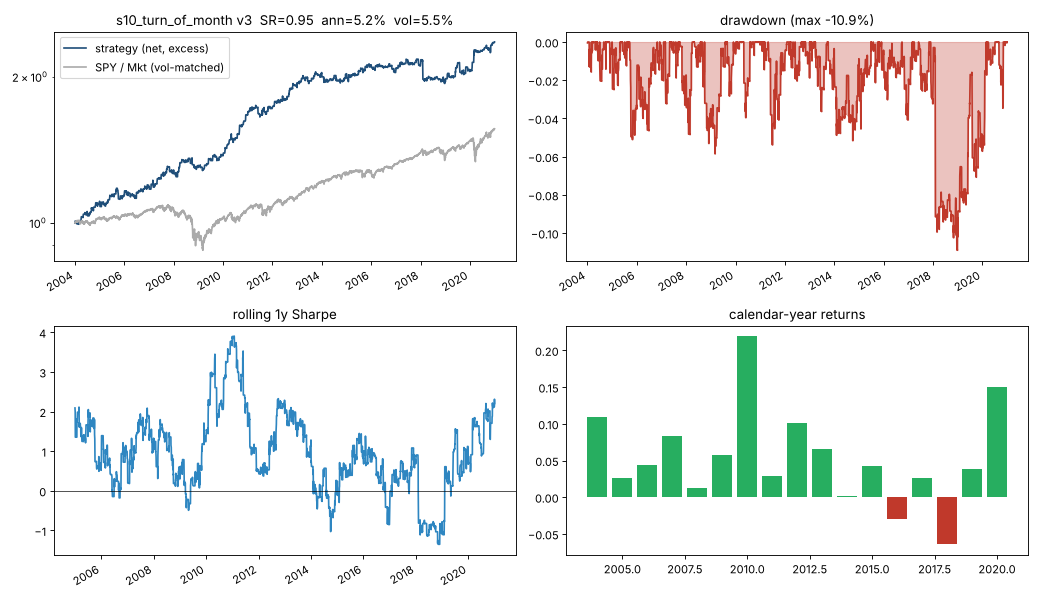 s10_turn_of_month v3 SR=0.95 ann=5.2% vol=5.5%
strategy (net, excess)
SPY / Mkt (vol-matched)
2 × 10⁰
10⁰
2004 2006 2008 2010 2012 2014 2016 2018 2020
drawdown (max -10.9%)
0.00
−0.02
−0.04
−0.06
−0.08
−0.10
2004 2006 2008 2010 2012 2014 2016 2018 2020
rolling 1y Sharpe
4
3
2
1
0
−1
2006 2008 2010 2012 2014 2016 2018 2020
calendar-year returns
0.20
0.15
0.10
0.05
0.00
−0.05
2005.0 2007.5 2010.0 2012.5 2015.0 2017.5 2020.0